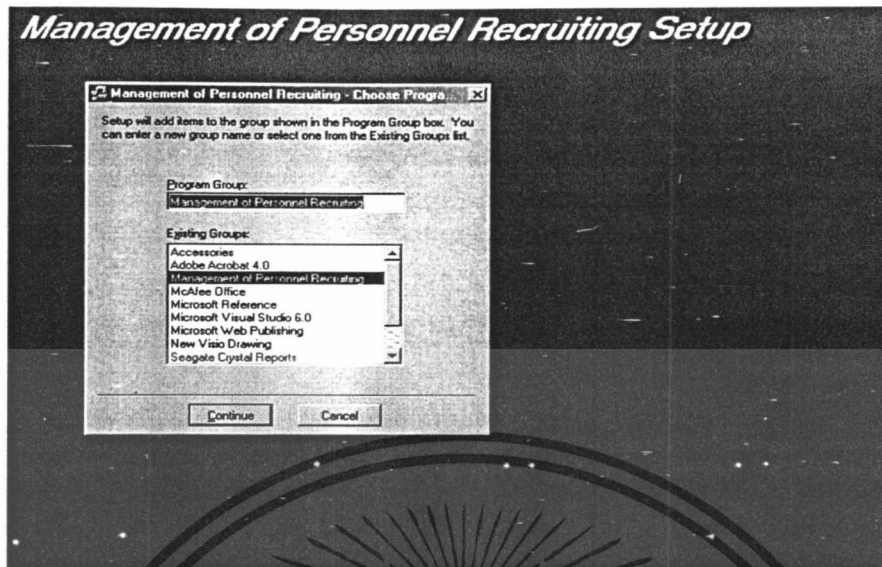 Management of Personnel Recruiting Setup
Management of Personnel Recruiting - Choose Progra...
Setup will add items to the group shown in the Program Group box. You
can enter a new group name or select one from the Existing Groups list.
Program Group:
Management of Personnel Recruiting
Existing Groups:
Accessories
Adobe Acrobat 4.0
Management of Personnel Recruiting
McAfee Office
Microsoft Reference
Microsoft Visual Studio 6.0
Microsoft Web Publishing
New Visio Drawing
Seagate Crystal Reports
Continue
Cancel